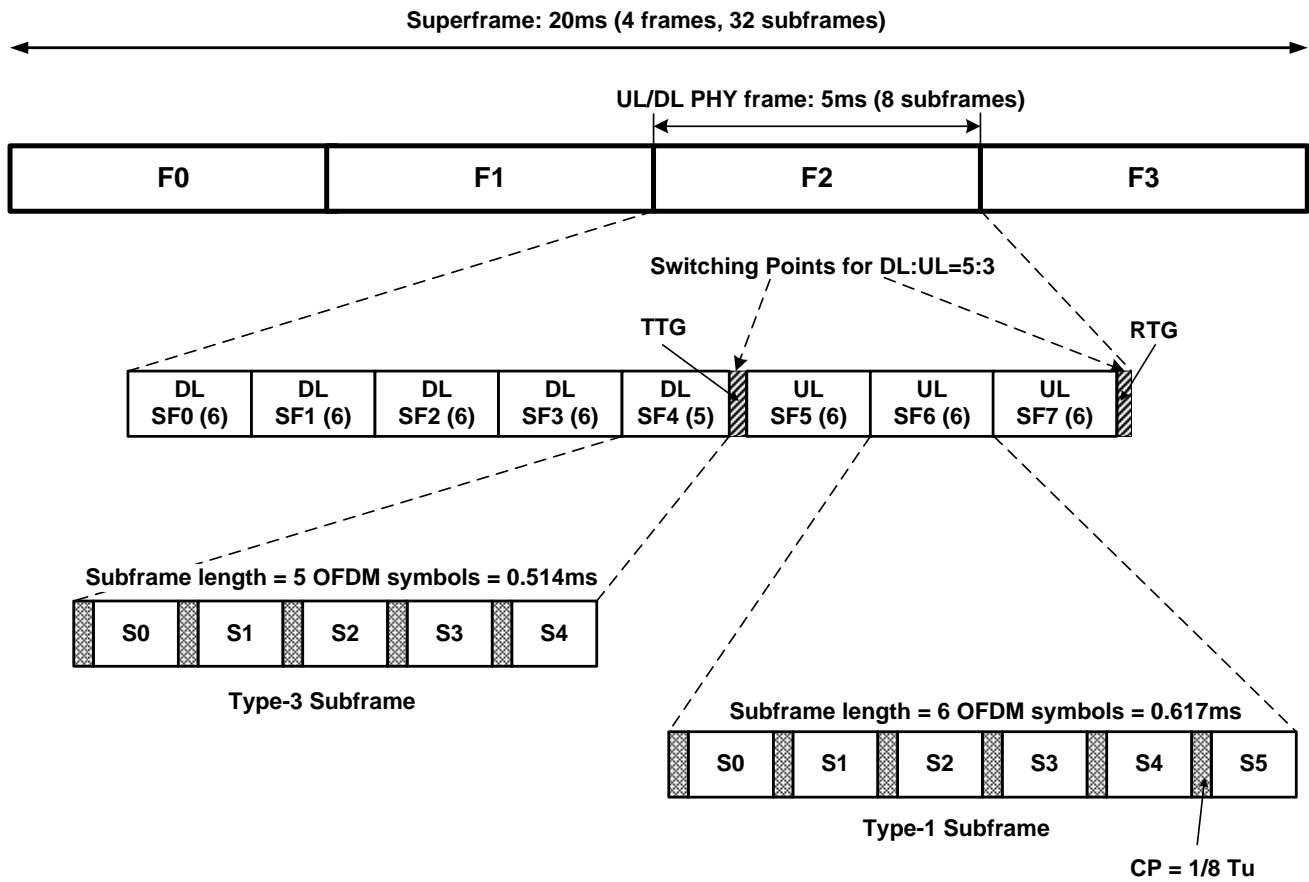 Superframe: 20ms (4 frames, 32 subframes)
UL/DL PHY frame: 5ms (8 subframes)
F0 F1 F2 F3
Switching Points for DL:UL=5:3
TTG
RTG
DL DL DL DL DL UL UL UL
SF0 (6) SF1 (6) SF2 (6) SF3 (6) SF4 (5) SF5 (6) SF6 (6) SF7 (6)
Subframe length = 5 OFDM symbols = 0.514ms
S0 S1 S2 S3 S4
Type-3 Subframe
Subframe length = 6 OFDM symbols = 0.617ms
S0 S1 S2 S3 S4 S5
Type-1 Subframe
CP = 1/8 Tu